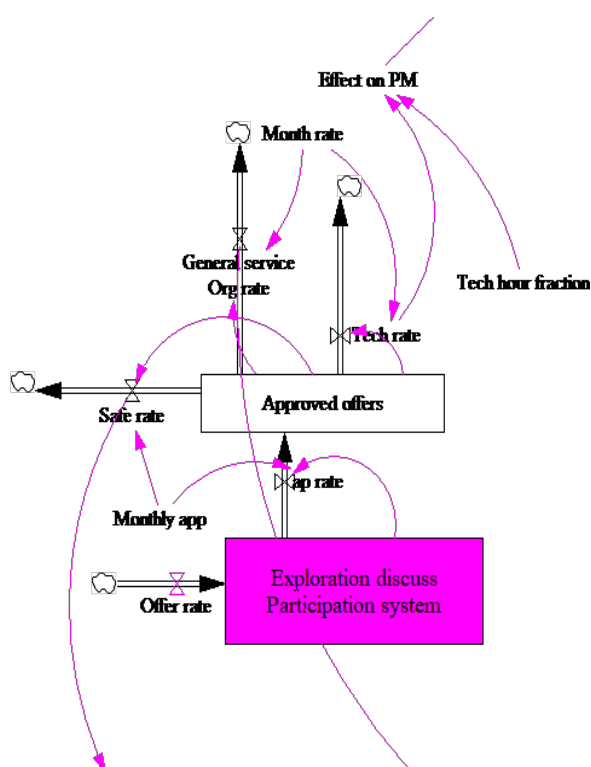 Effect on PM
Month rate
General service
Org rate
Tech hour fraction
Tech rate
Approved offers
Safe rate
ap rate
Monthly app
Exploration discuss
Participation system
Offer rate